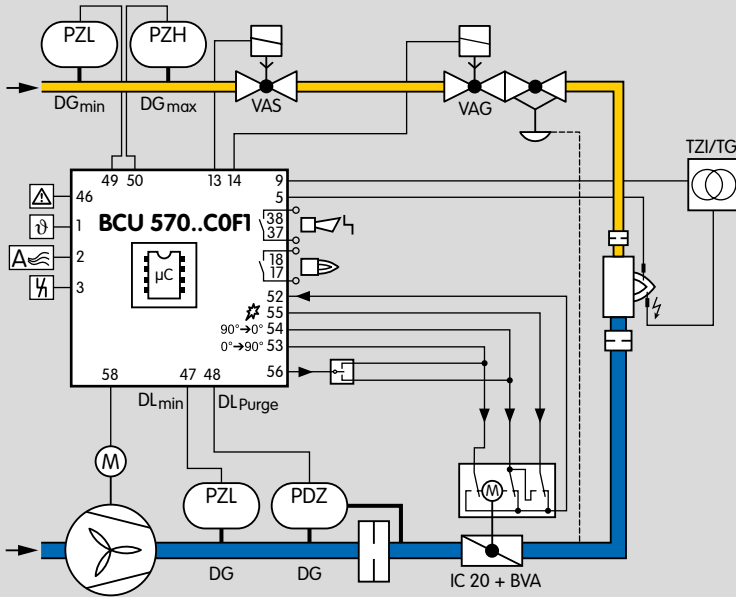 PZL PZH
DGmin DGmax VAS VAG
TZI/TG
49 50 13 14 9
5
46
1
2
3
A
BCU 570..C0F1
µC
38
37
18
17
52
55
90°→0° 54
0°→90° 53
56
58 47 48
DLmin DLPurge
M
PZL PDZ
M
DG DG
IC 20 + BVA